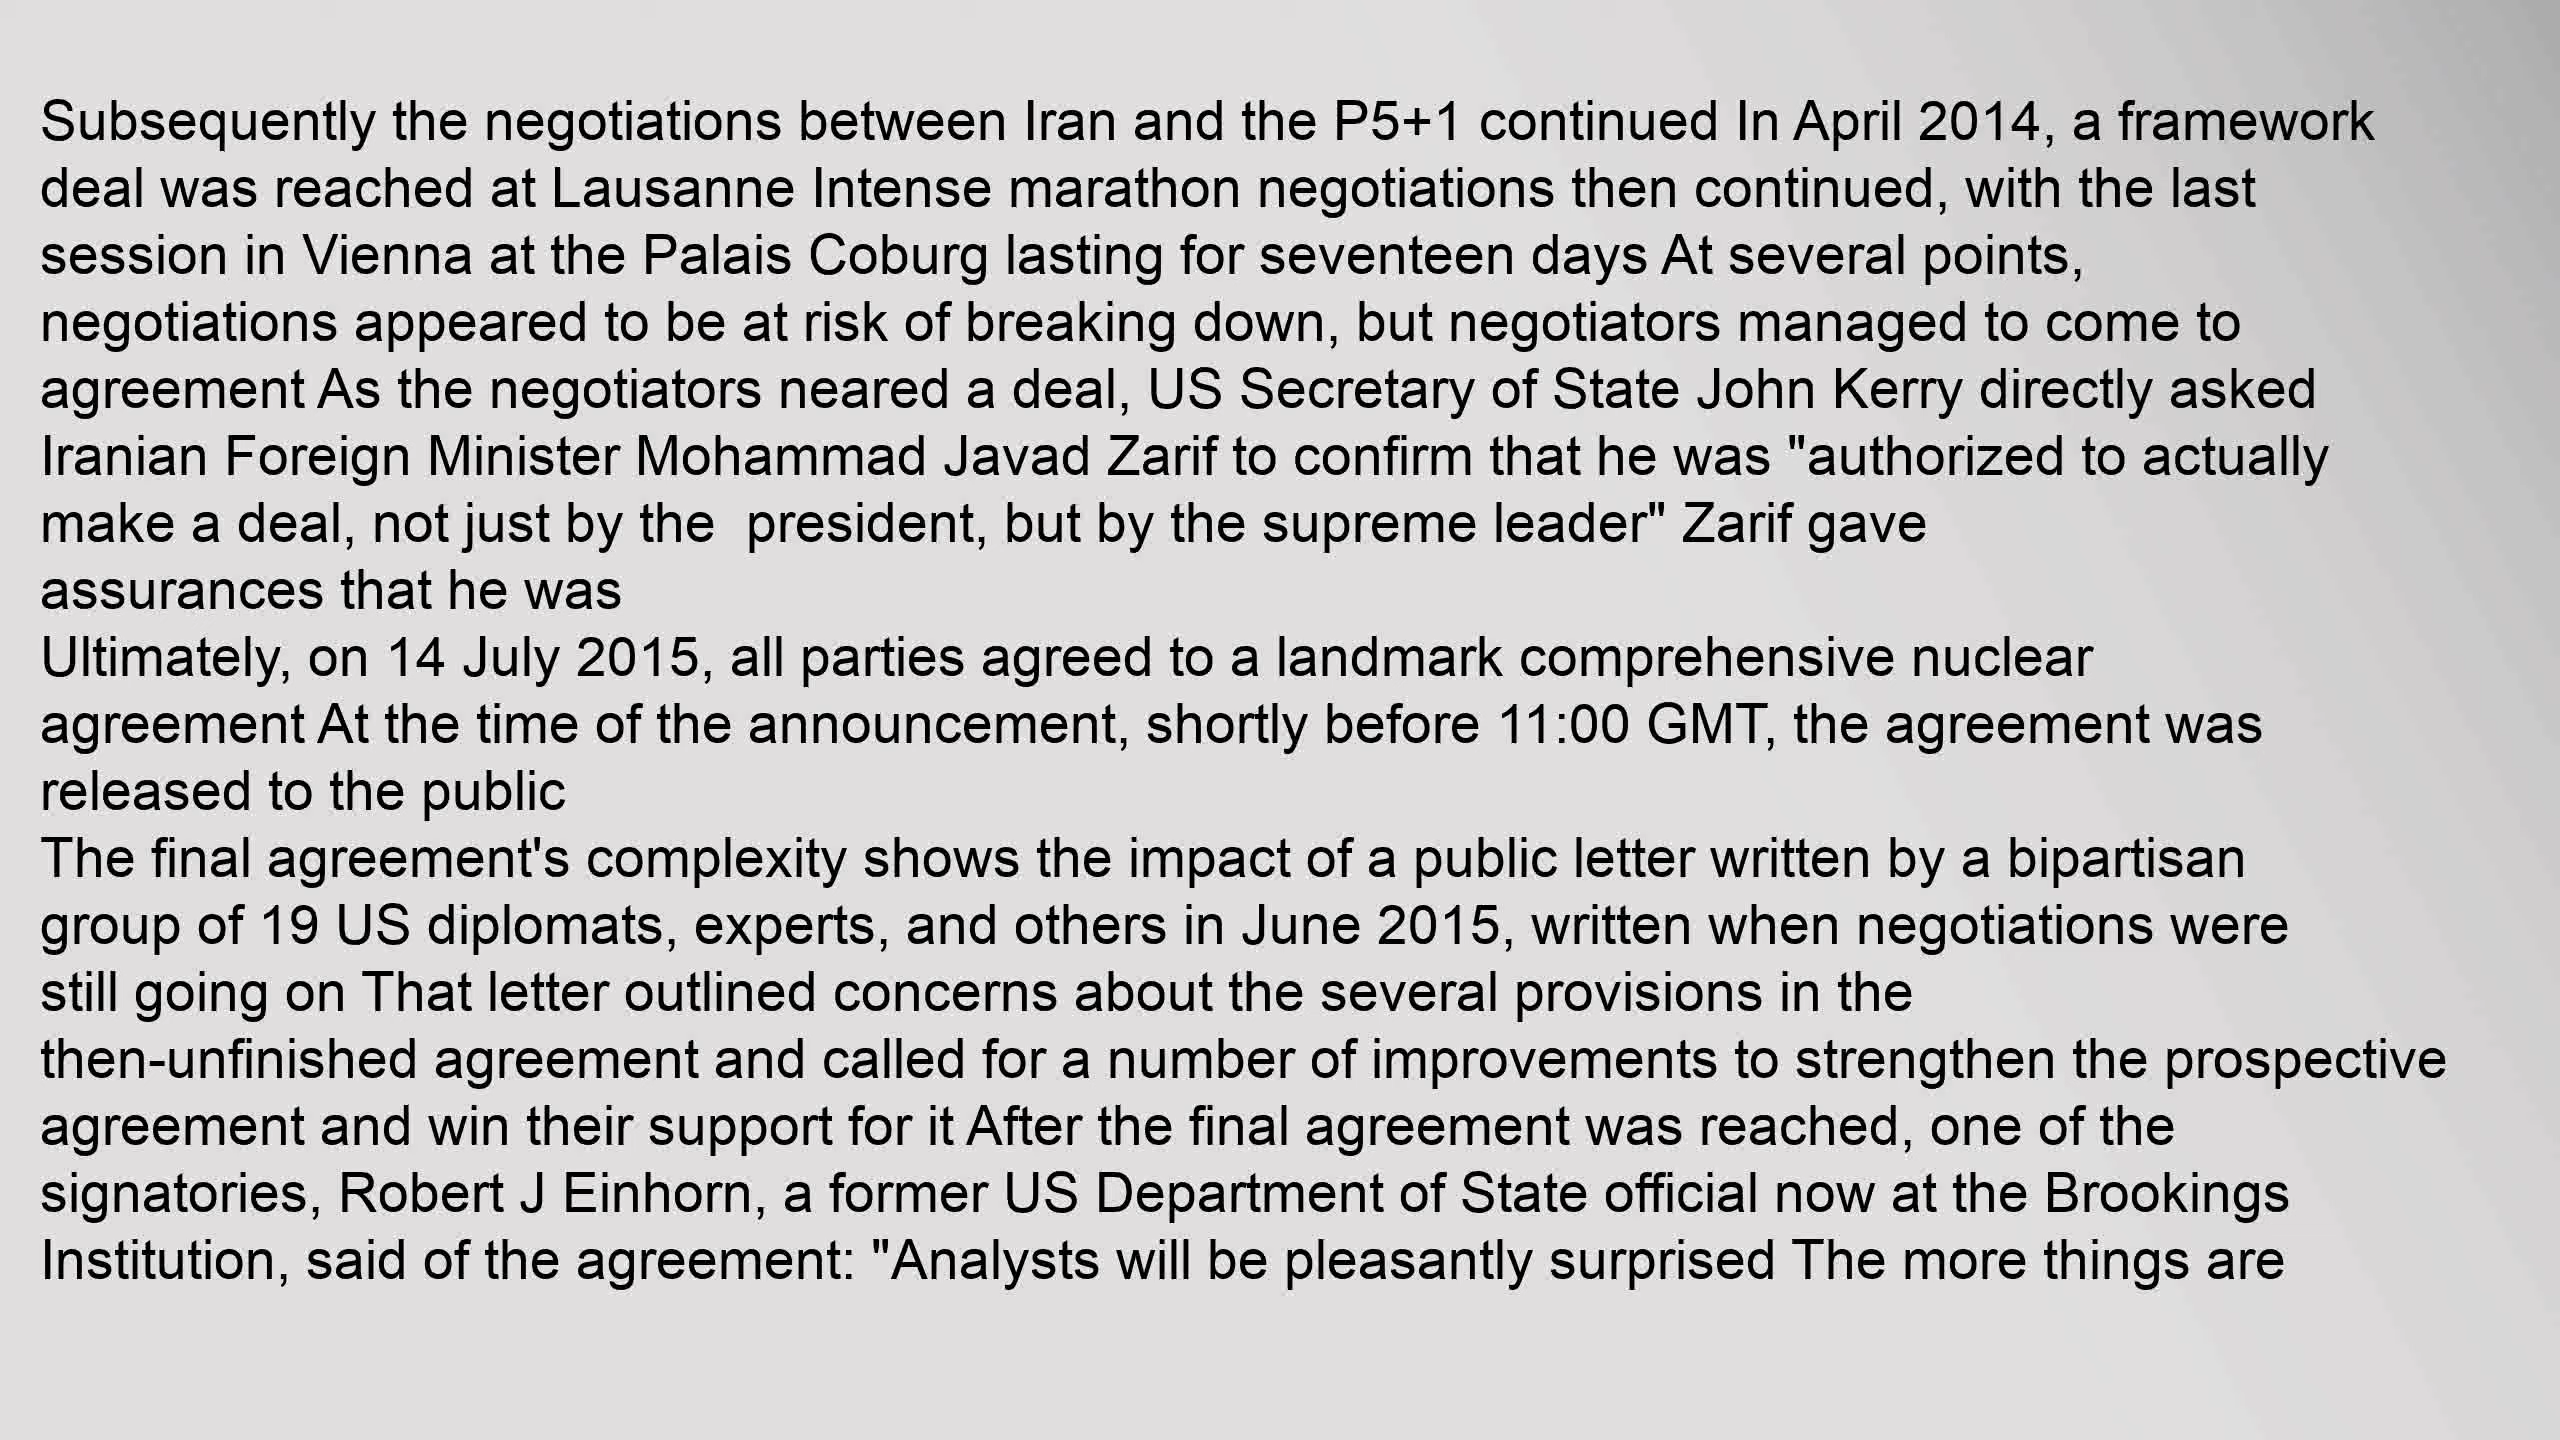 Subsequently the negotiations between Iran and the P5+1 continued In April 2014, a framework
deal was reached at Lausanne Intense marathon negotiations then continued, with the last
session in Vienna at the Palais Coburg lasting for seventeen days At several points,
negotiations appeared to be at risk of breaking down, but negotiators managed to come to
agreement As the negotiators neared a deal, US Secretary of State John Kerry directly asked
Iranian Foreign Minister Mohammad Javad Zarif to confirm that he was "authorized to actually
make a deal, not just by the  president, but by the supreme leader" Zarif gave
assurances that he was
Ultimately, on 14 July 2015, all parties agreed to a landmark comprehensive nuclear
agreement At the time of the announcement, shortly before 11:00 GMT, the agreement was
released to the public
The final agreement's complexity shows the impact of a public letter written by a bipartisan
group of 19 US diplomats, experts, and others in June 2015, written when negotiations were
still going on That letter outlined concerns about the several provisions in the
then-unfinished agreement and called for a number of improvements to strengthen the prospective
agreement and win their support for it After the final agreement was reached, one of the
signatories, Robert J Einhorn, a former US Department of State official now at the Brookings
Institution, said of the agreement: "Analysts will be pleasantly surprised The more things are